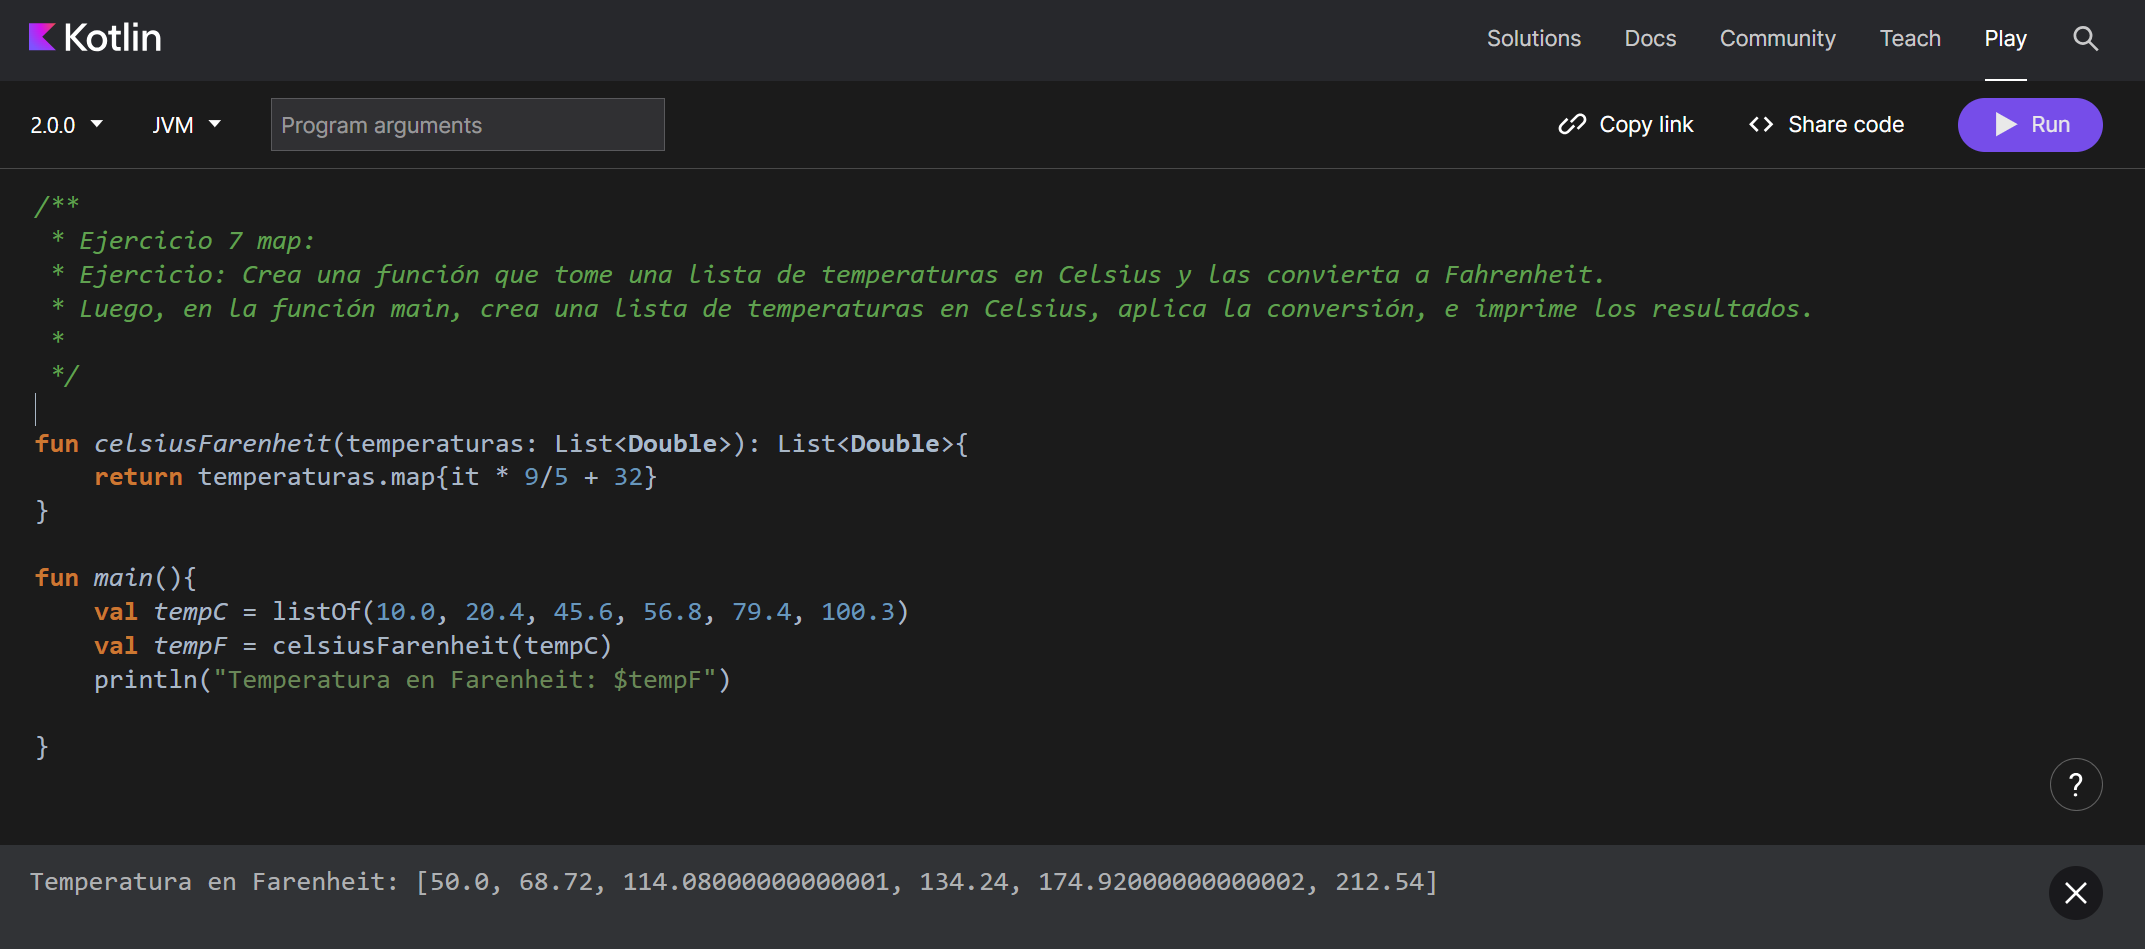 Kotlin
Solutions Docs Community Teach Play
2.0.0 JVM Program arguments Copy link <> Share code Run
/**
* Ejercicio 7 map:
* Ejercicio: Crea una función que tome una lista de temperaturas en Celsius y las convierta a Fahrenheit.
* Luego, en la función main, crea una lista de temperaturas en Celsius, aplica la conversión, e imprime los resultados.
*
*/
fun celsiusFarenheit(temperaturas: List<Double>): List<Double>{
return temperaturas.map{it * 9/5 + 32}
}
fun main(){
val tempC = listOf(10.0, 20.4, 45.6, 56.8, 79.4, 100.3)
val tempF = celsiusFarenheit(tempC)
println("Temperatura en Farenheit: $tempF")
}
?
Temperatura en Farenheit: [50.0, 68.72, 114.08000000000001, 134.24, 174.92000000000002, 212.54]